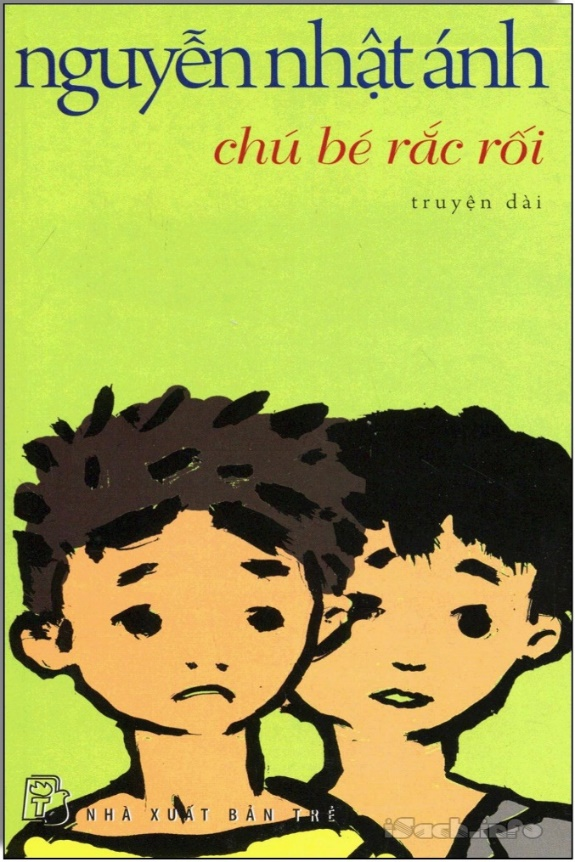 nguyễn nhật ánh
chú bé rắc rối
truyện dài
NHÀ XUẤT BẢN TRẺ
iSach.info